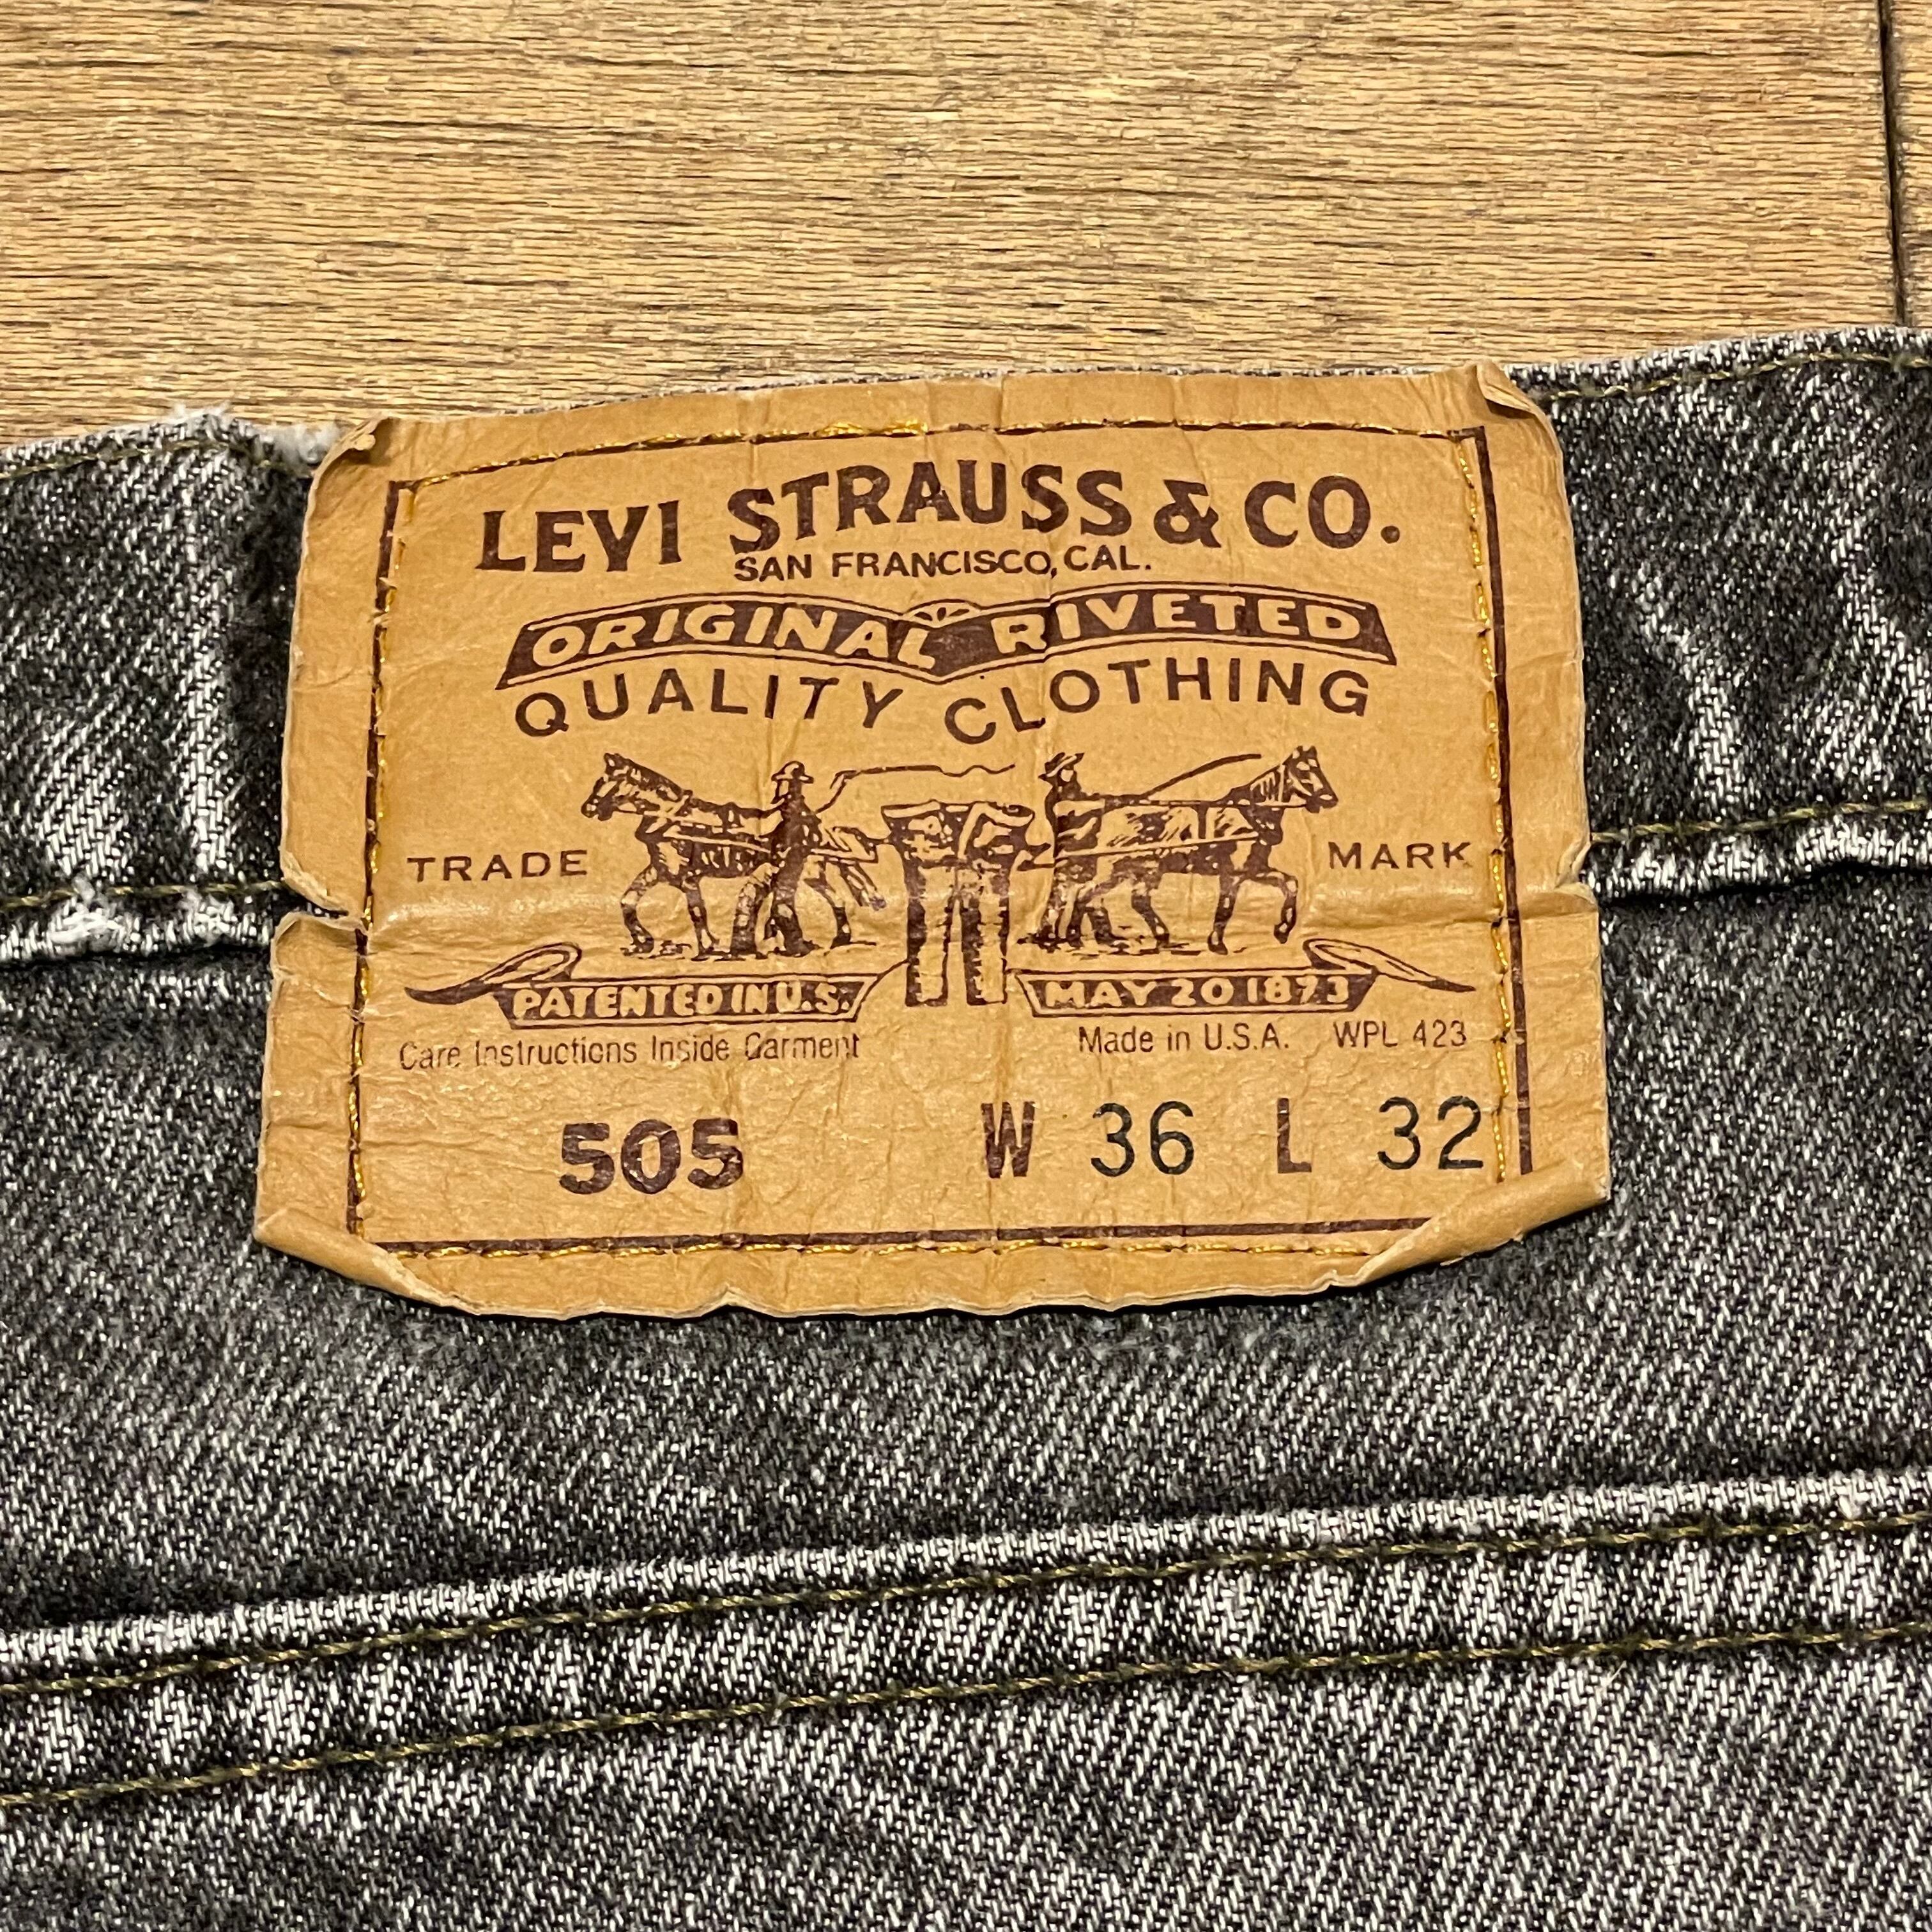 LEVI STRAUSS & CO.
SAN FRANCISCO, CAL.
ORIGINAL RIVETED
QUALITY CLOTHING
TRADE MARK
PATENTED IN U.S. MAY 20 1873
Care Instructions Inside Garment Made in U.S.A. WPL 423
505 W 36 L 32